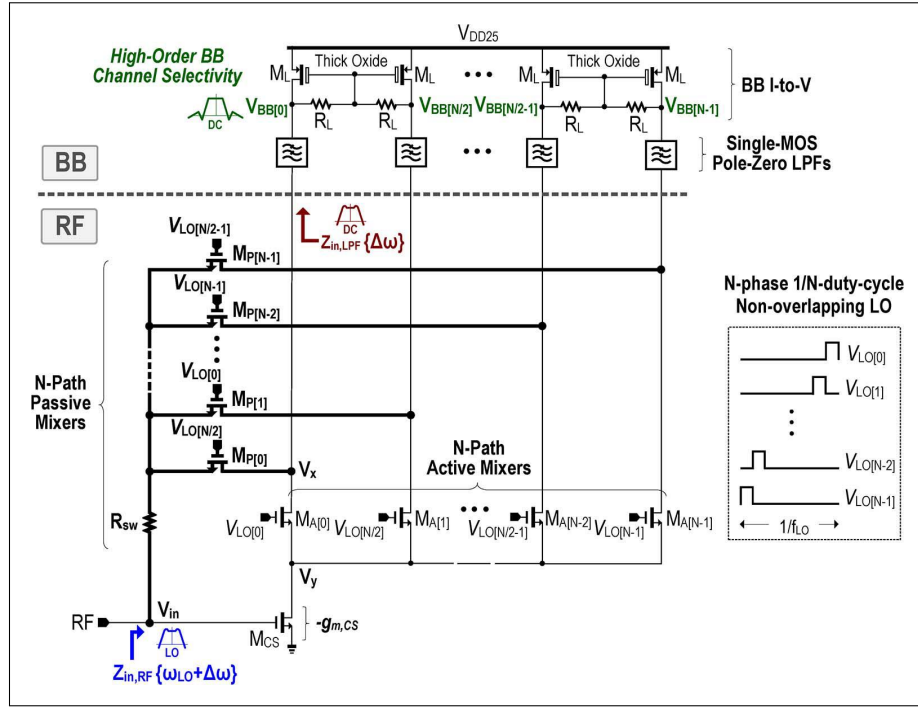 V_DD25
High-Order BB
Channel Selectivity
M_L
Thick Oxide
M_L
M_L
Thick Oxide
M_L
BB I-to-V
DC
V_BB[0]
R_L
R_L
V_BB[N/2]
V_BB[N/2-1]
R_L
R_L
V_BB[N-1]
Single-MOS
Pole-Zero LPFs
BB
RF
DC
Z_in,LPF {Δω}
V_LO[N/2-1]
M_P[N-1]
V_LO[N-1]
M_P[N-2]
V_LO[0]
M_P[1]
V_LO[N/2]
M_P[0]
V_x
N-Path
Passive
Mixers
R_sw
N-Path
Active Mixers
V_LO[0]
M_A[0]
V_LO[N/2]
M_A[1]
V_LO[N/2-1]
M_A[N-2]
V_LO[N-1]
M_A[N-1]
V_y
RF
V_in
M_CS
-g_m,CS
LO
Z_in,RF {ω_LO+Δω}
N-phase 1/N-duty-cycle
Non-overlapping LO
V_LO[0]
V_LO[1]
V_LO[N-2]
V_LO[N-1]
1/f_LO